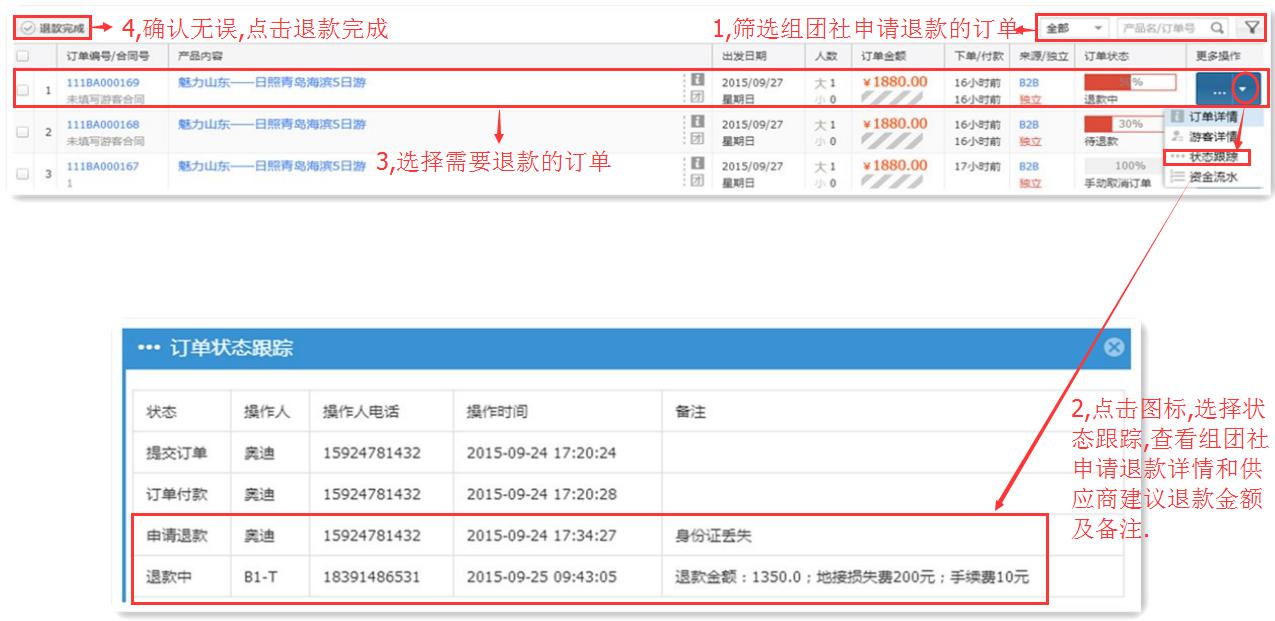 退款完成
4,确认无误,点击退款完成
1,筛选组团社申请退款的订单
全部
产品名/订单号
订单编号/合同号 产品内容 出发日期 人数 订单金额 下单/付款 来源/独立 订单状态 更多操作
1 111BA000169 魅力山东——日照青岛海滨5日游 2015/09/27 大 1 ¥1880.00 16小时前 B2B
未填写游客合同 团 星期日 小 0 16小时前 独立 退款中
2 111BA000168 魅力山东——日照青岛海滨5日游 2015/09/27 大 1 ¥1880.00 16小时前 B2B 30%
未填写游客合同 团 星期日 小 0 16小时前 独立 待退款
3 111BA000167 魅力山东——日照青岛海滨5日游 2015/09/27 大 1 ¥1880.00 17小时前 B2B 100%
1 团 星期日 小 0 独立 手动取消订单
订单详情
游客详情
状态跟踪
资金流水
3,选择需要退款的订单
订单状态跟踪
状态 操作人 操作人电话 操作时间 备注
提交订单 奥迪 15924781432 2015-09-24 17:20:24
订单付款 奥迪 15924781432 2015-09-24 17:20:28
申请退款 奥迪 15924781432 2015-09-24 17:34:27 身份证丢失
退款中 B1-T 18391486531 2015-09-25 09:43:05 退款金额：1350.0；地接损失费200元；手续费10元
2,点击图标,选择状
态跟踪,查看组团社
申请退款详情和供
应商建议退款金额
及备注.